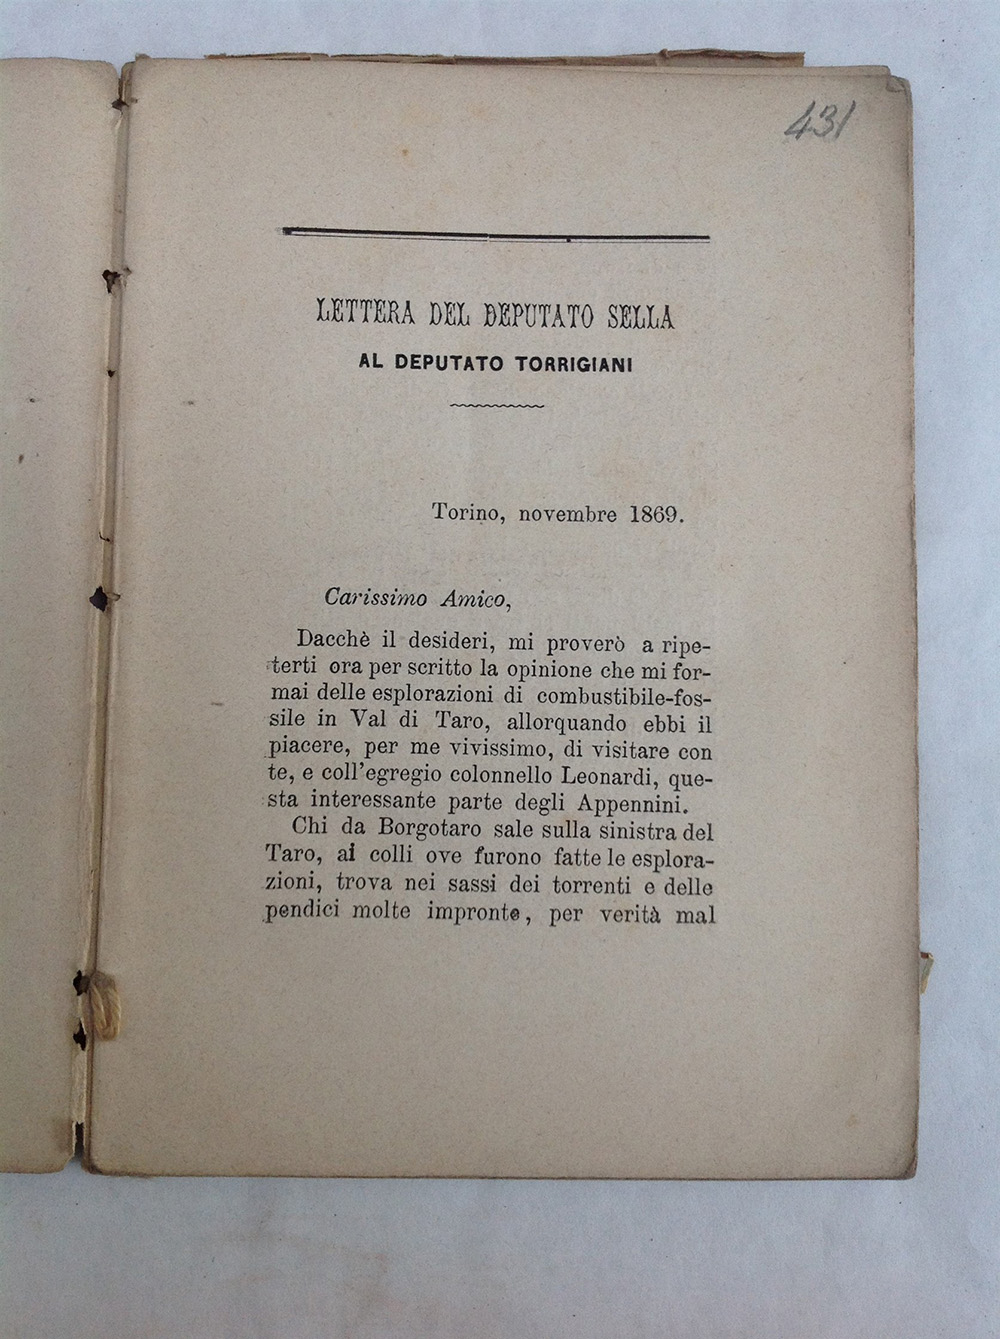 431
LETTERA DEL DEPUTATO SELLA
AL DEPUTATO TORRIGIANI
Torino, novembre 1869.
Carissimo Amico,
Dacchè il desideri, mi proverò a ripe-
terti ora per scritto la opinione che mi for-
mai delle esplorazioni di combustibile-fos-
sile in Val di Taro, allorquando ebbi il
piacere, per me vivissimo, di visitare con
te, e coll'egregio colonnello Leonardi, que-
sta interessante parte degli Appennini.
Chi da Borgotaro sale sulla sinistra del
Taro, ai colli ove furono fatte le esplora-
zioni, trova nei sassi dei torrenti e delle
pendici molte impronte, per verità mal